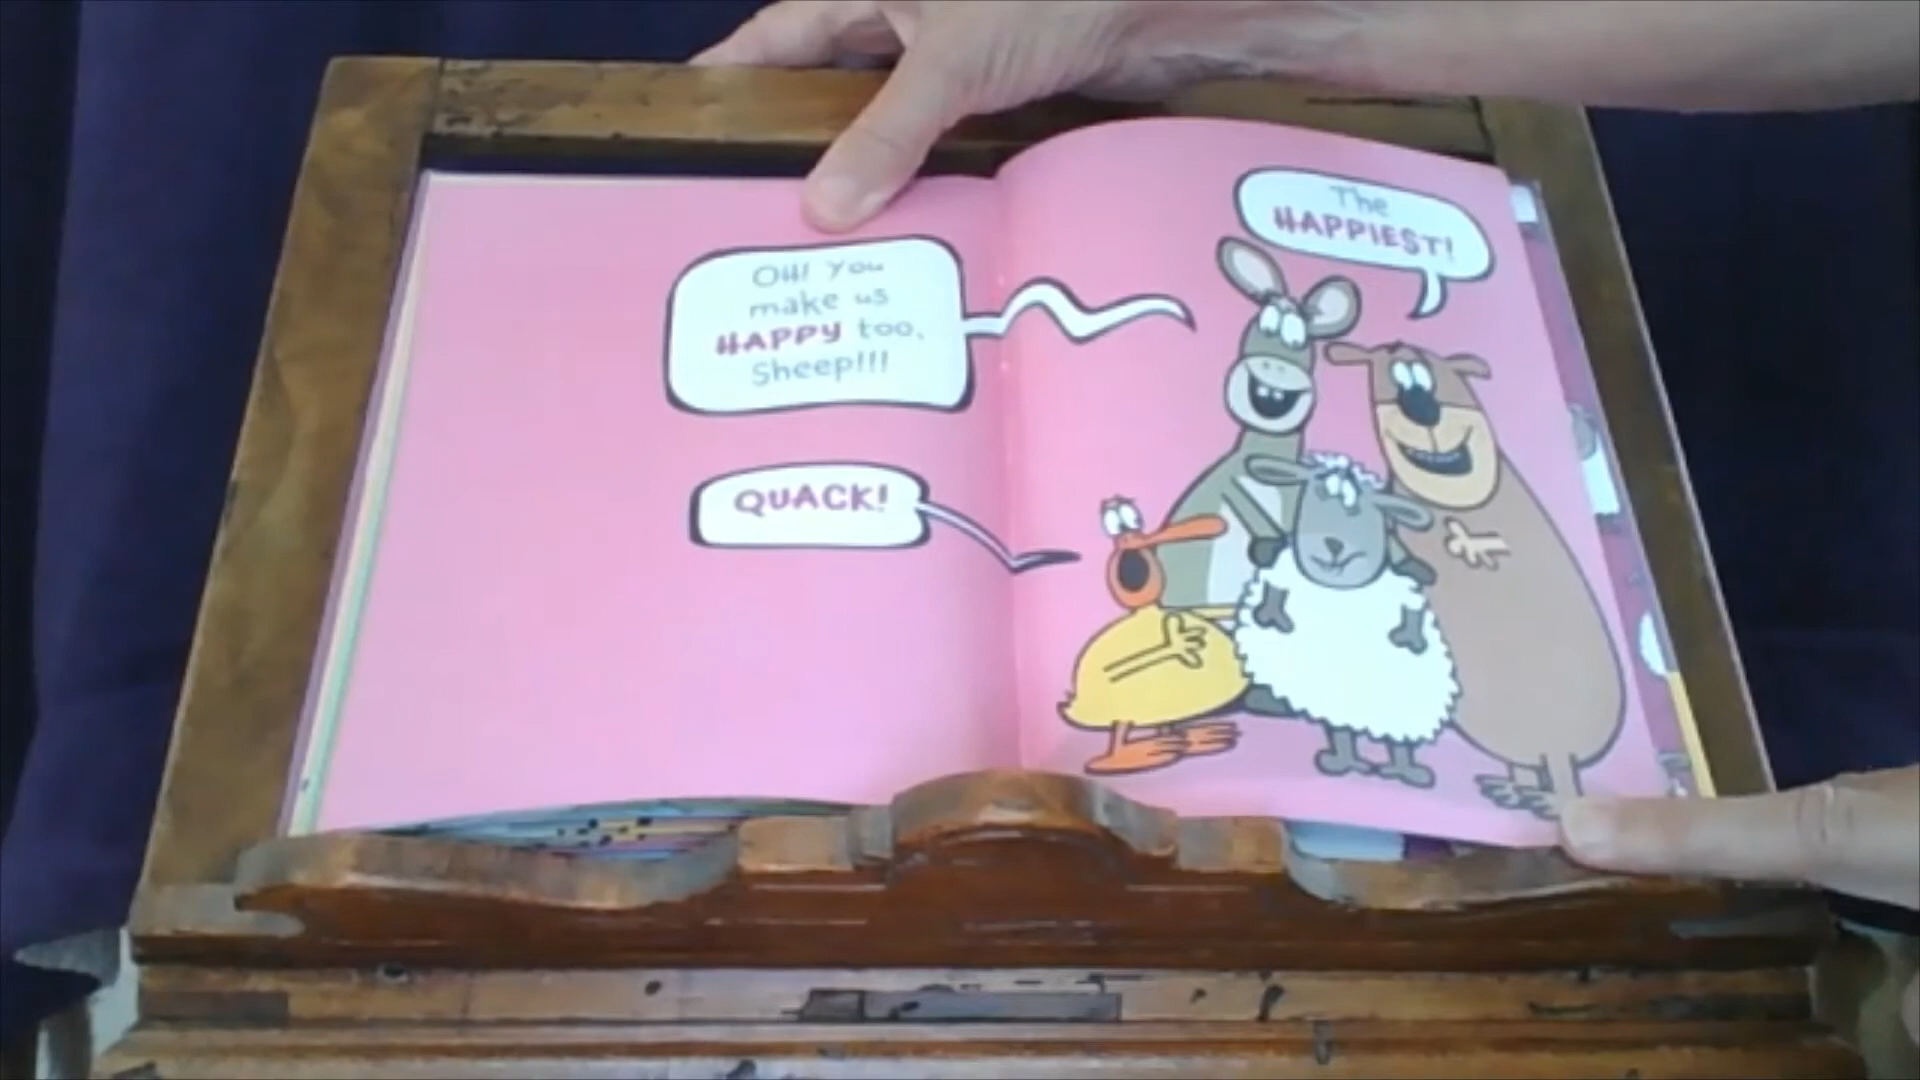 OH! You
make us
HAPPY too,
Sheep!!!
QUACK!
The
HAPPIEST!